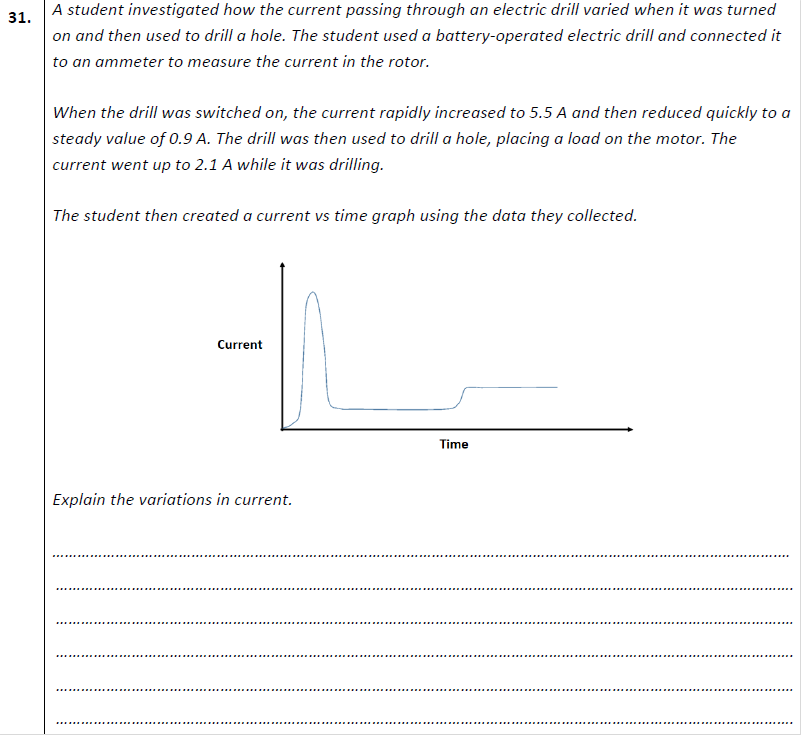 31.
A student investigated how the current passing through an electric drill varied when it was turned
on and then used to drill a hole. The student used a battery-operated electric drill and connected it
to an ammeter to measure the current in the rotor.
When the drill was switched on, the current rapidly increased to 5.5 A and then reduced quickly to a
steady value of 0.9 A. The drill was then used to drill a hole, placing a load on the motor. The
current went up to 2.1 A while it was drilling.
The student then created a current vs time graph using the data they collected.
Current
Time
Explain the variations in current.